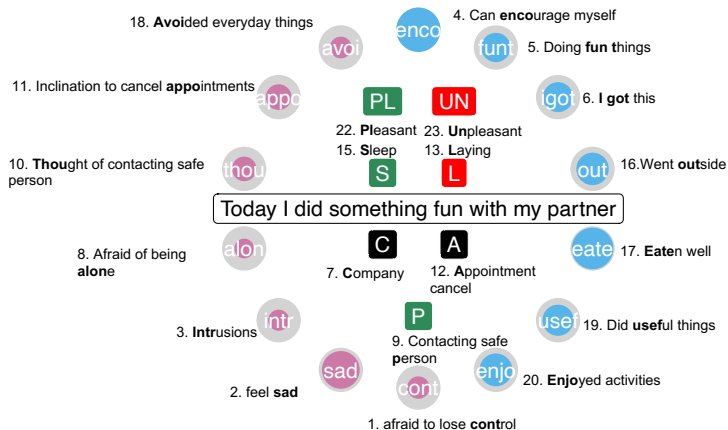 18. Avoided everyday things
4. Can encourage myself
enco
avoi
funt
5. Doing fun things
11. Inclination to cancel appointments
appo
PL
UN
igot
6. I got this
22. Pleasant
23. Unpleasant
15. Sleep
13. Laying
10. Thought of contacting safe
person
thou
S
L
out
16.Went outside
Today I did something fun with my partner
8. Afraid of being
alone
alon
C
A
eate
17. Eaten well
7. Company
12. Appointment
cancel
3. Intrusions
intr
P
usef
19. Did useful things
9. Contacting safe
person
2. feel sad
sad
cont
enjo
20. Enjoyed activities
1. afraid to lose control